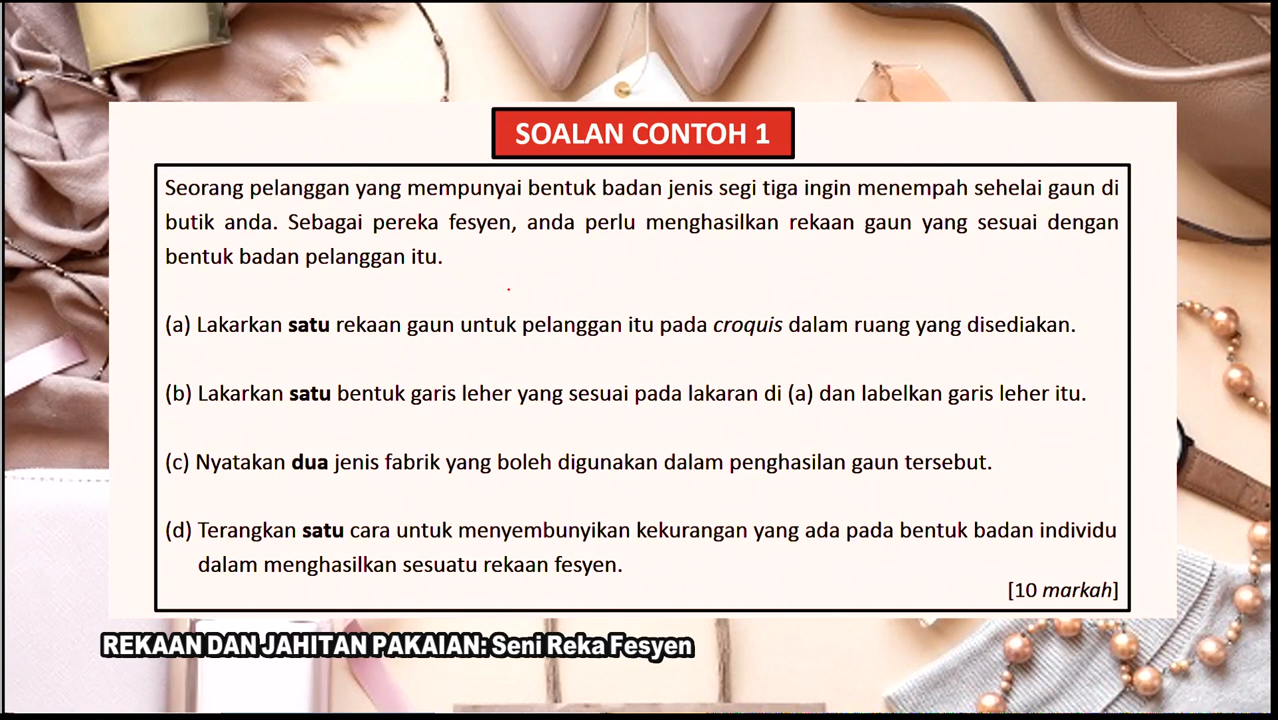 SOALAN CONTOH 1
Seorang pelanggan yang mempunyai bentuk badan jenis segi tiga ingin menempah sehelai gaun di
butik anda. Sebagai pereka fesyen, anda perlu menghasilkan rekaan gaun yang sesuai dengan
bentuk badan pelanggan itu.
(a) Lakarkan satu rekaan gaun untuk pelanggan itu pada croquis dalam ruang yang disediakan.
(b) Lakarkan satu bentuk garis leher yang sesuai pada lakaran di (a) dan labelkan garis leher itu.
(c) Nyatakan dua jenis fabrik yang boleh digunakan dalam penghasilan gaun tersebut.
(d) Terangkan satu cara untuk menyembunyikan kekurangan yang ada pada bentuk badan individu
dalam menghasilkan sesuatu rekaan fesyen.
[10 markah]
REKAAN DAN JAHITAN PAKAIAN: Seni Reka Fesyen